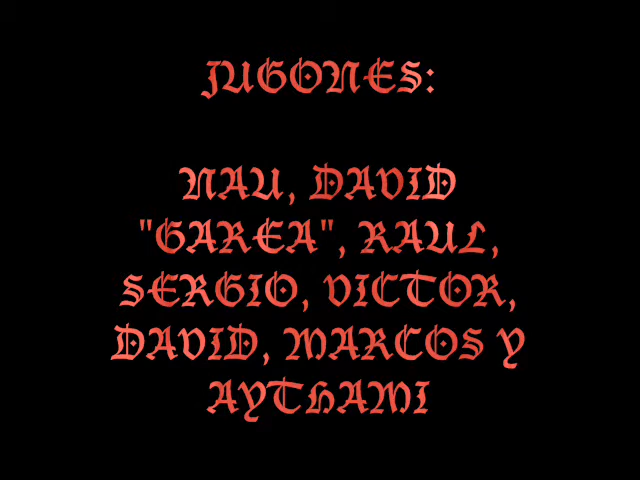 JUGONES:
NAU, DAVID
"GAREA", RAUL,
SERGIO, VICTOR,
DAVID, MARCOS Y
AYTHAMI